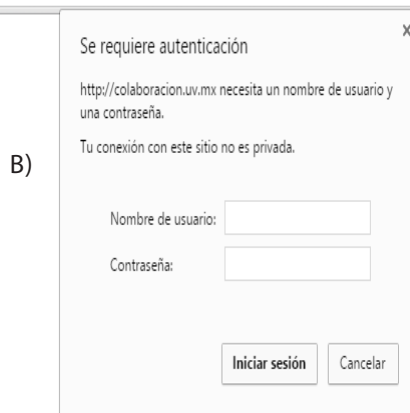 x
Se requiere autenticación
http://colaboracion.uv.mx necesita un nombre de usuario y
una contraseña.
Tu conexión con este sitio no es privada.
B)
Nombre de usuario:
Contraseña:
Iniciar sesión Cancelar